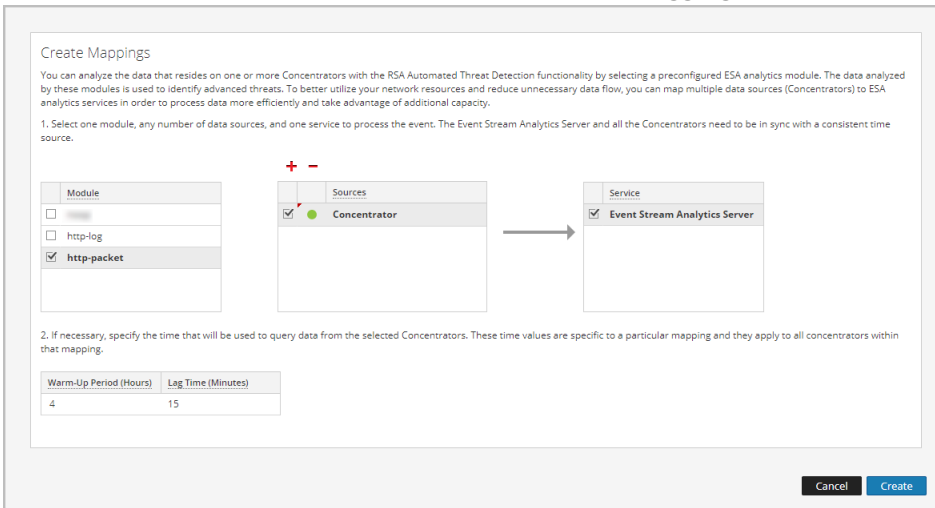 Create Mappings
You can analyze the data that resides on one or more Concentrators with the RSA Automated Threat Detection functionality by selecting a preconfigured ESA analytics module. The data analyzed
by these modules is used to identify advanced threats. To better utilize your network resources and reduce unnecessary data flow, you can map multiple data sources (Concentrators) to ESA
analytics services in order to process data more efficiently and take advantage of additional capacity.
1. Select one module, any number of data sources, and one service to process the event. The Event Stream Analytics Server and all the Concentrators need to be in sync with a consistent time
source.
Module
http-log
http-packet
Sources
Concentrator
Service
Event Stream Analytics Server
2. If necessary, specify the time that will be used to query data from the selected Concentrators. These time values are specific to a particular mapping and they apply to all concentrators within
that mapping.
Warm-Up Period (Hours) Lag Time (Minutes)
4 15
Cancel Create